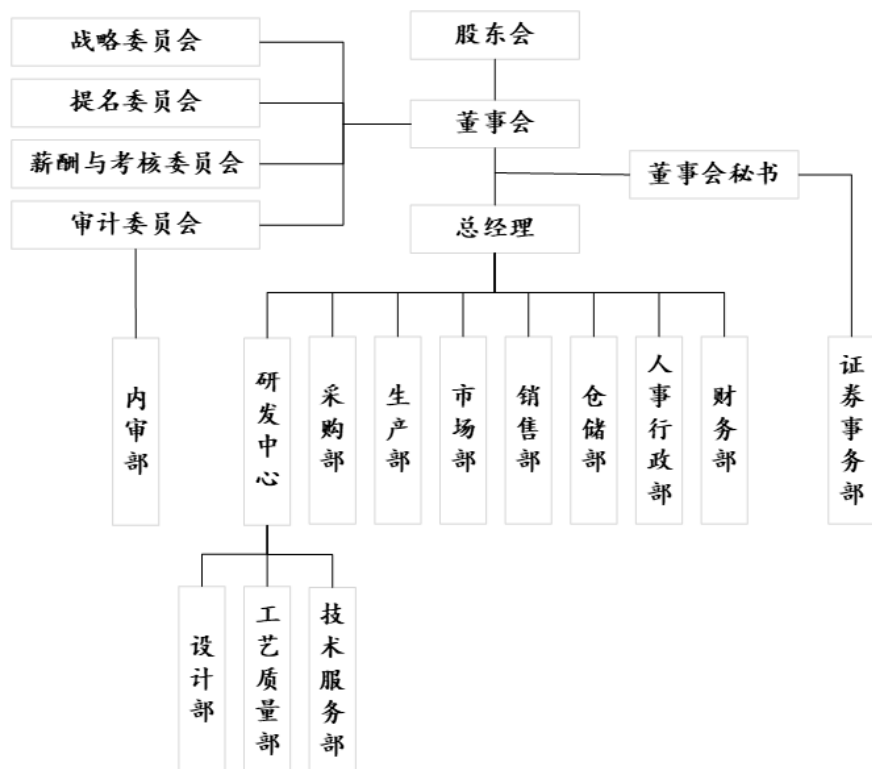 战略委员会
股东会
提名委员会
董事会
薪酬与考核委员会
董事会秘书
审计委员会
总经理
内审部
研发中心
采购部
生产部
市场部
销售部
仓储部
人事行政部
财务部
证券事务部
设计部
工艺质量部
技术服务部